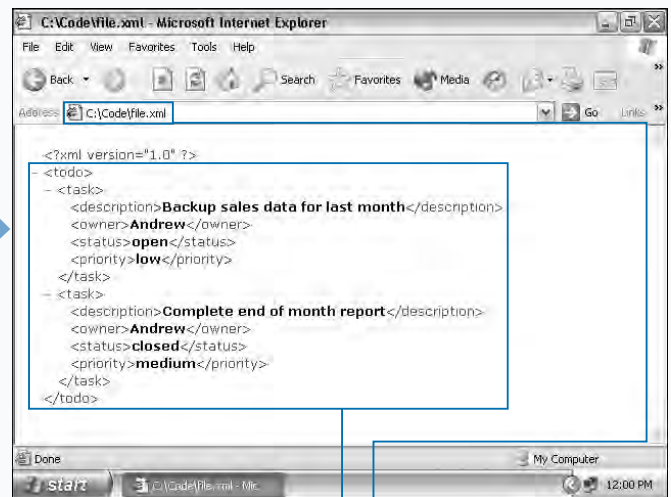 C:\Code\file.xml - Microsoft Internet Explorer
File Edit View Favorites Tools Help
Back Search Favorites Media
Address C:\Code\file.xml Go Links
<?xml version="1.0" ?>
- <todo>
- <task>
<description>Backup sales data for last month</description>
<owner>Andrew</owner>
<status>open</status>
<priority>low</priority>
</task>
- <task>
<description>Complete end of month report</description>
<owner>Andrew</owner>
<status>closed</status>
<priority>medium</priority>
</task>
</todo>
Done My Computer
start C:\Code\file.xml - Mic... 12:00 PM